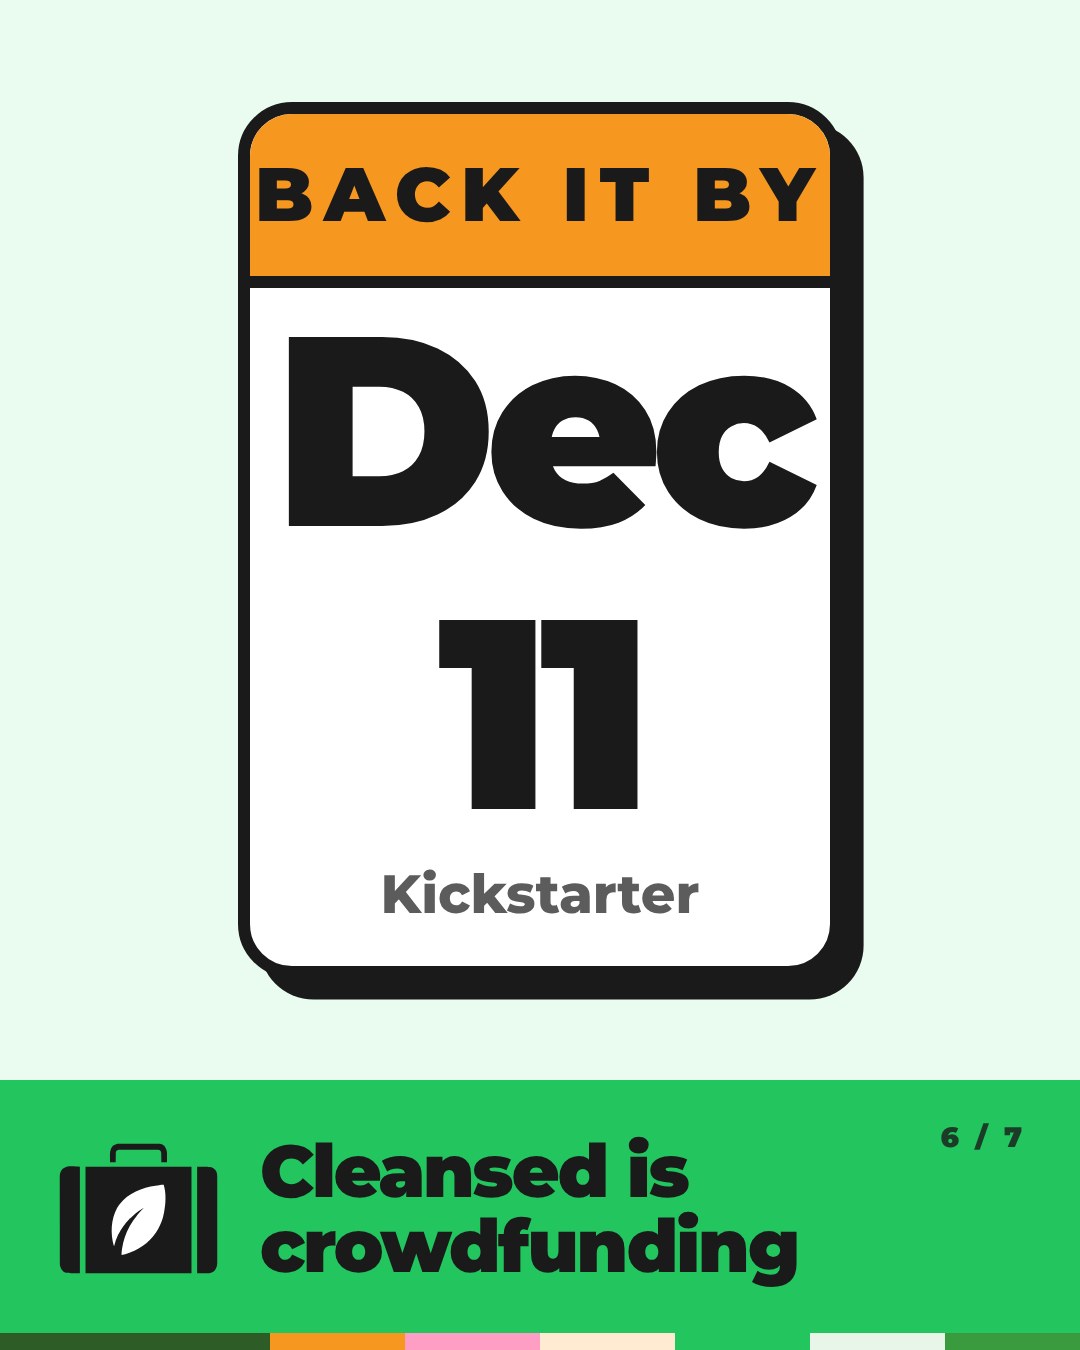 BACK IT BY
Dec
11
Kickstarter
6 / 7
Cleansed is
crowdfunding